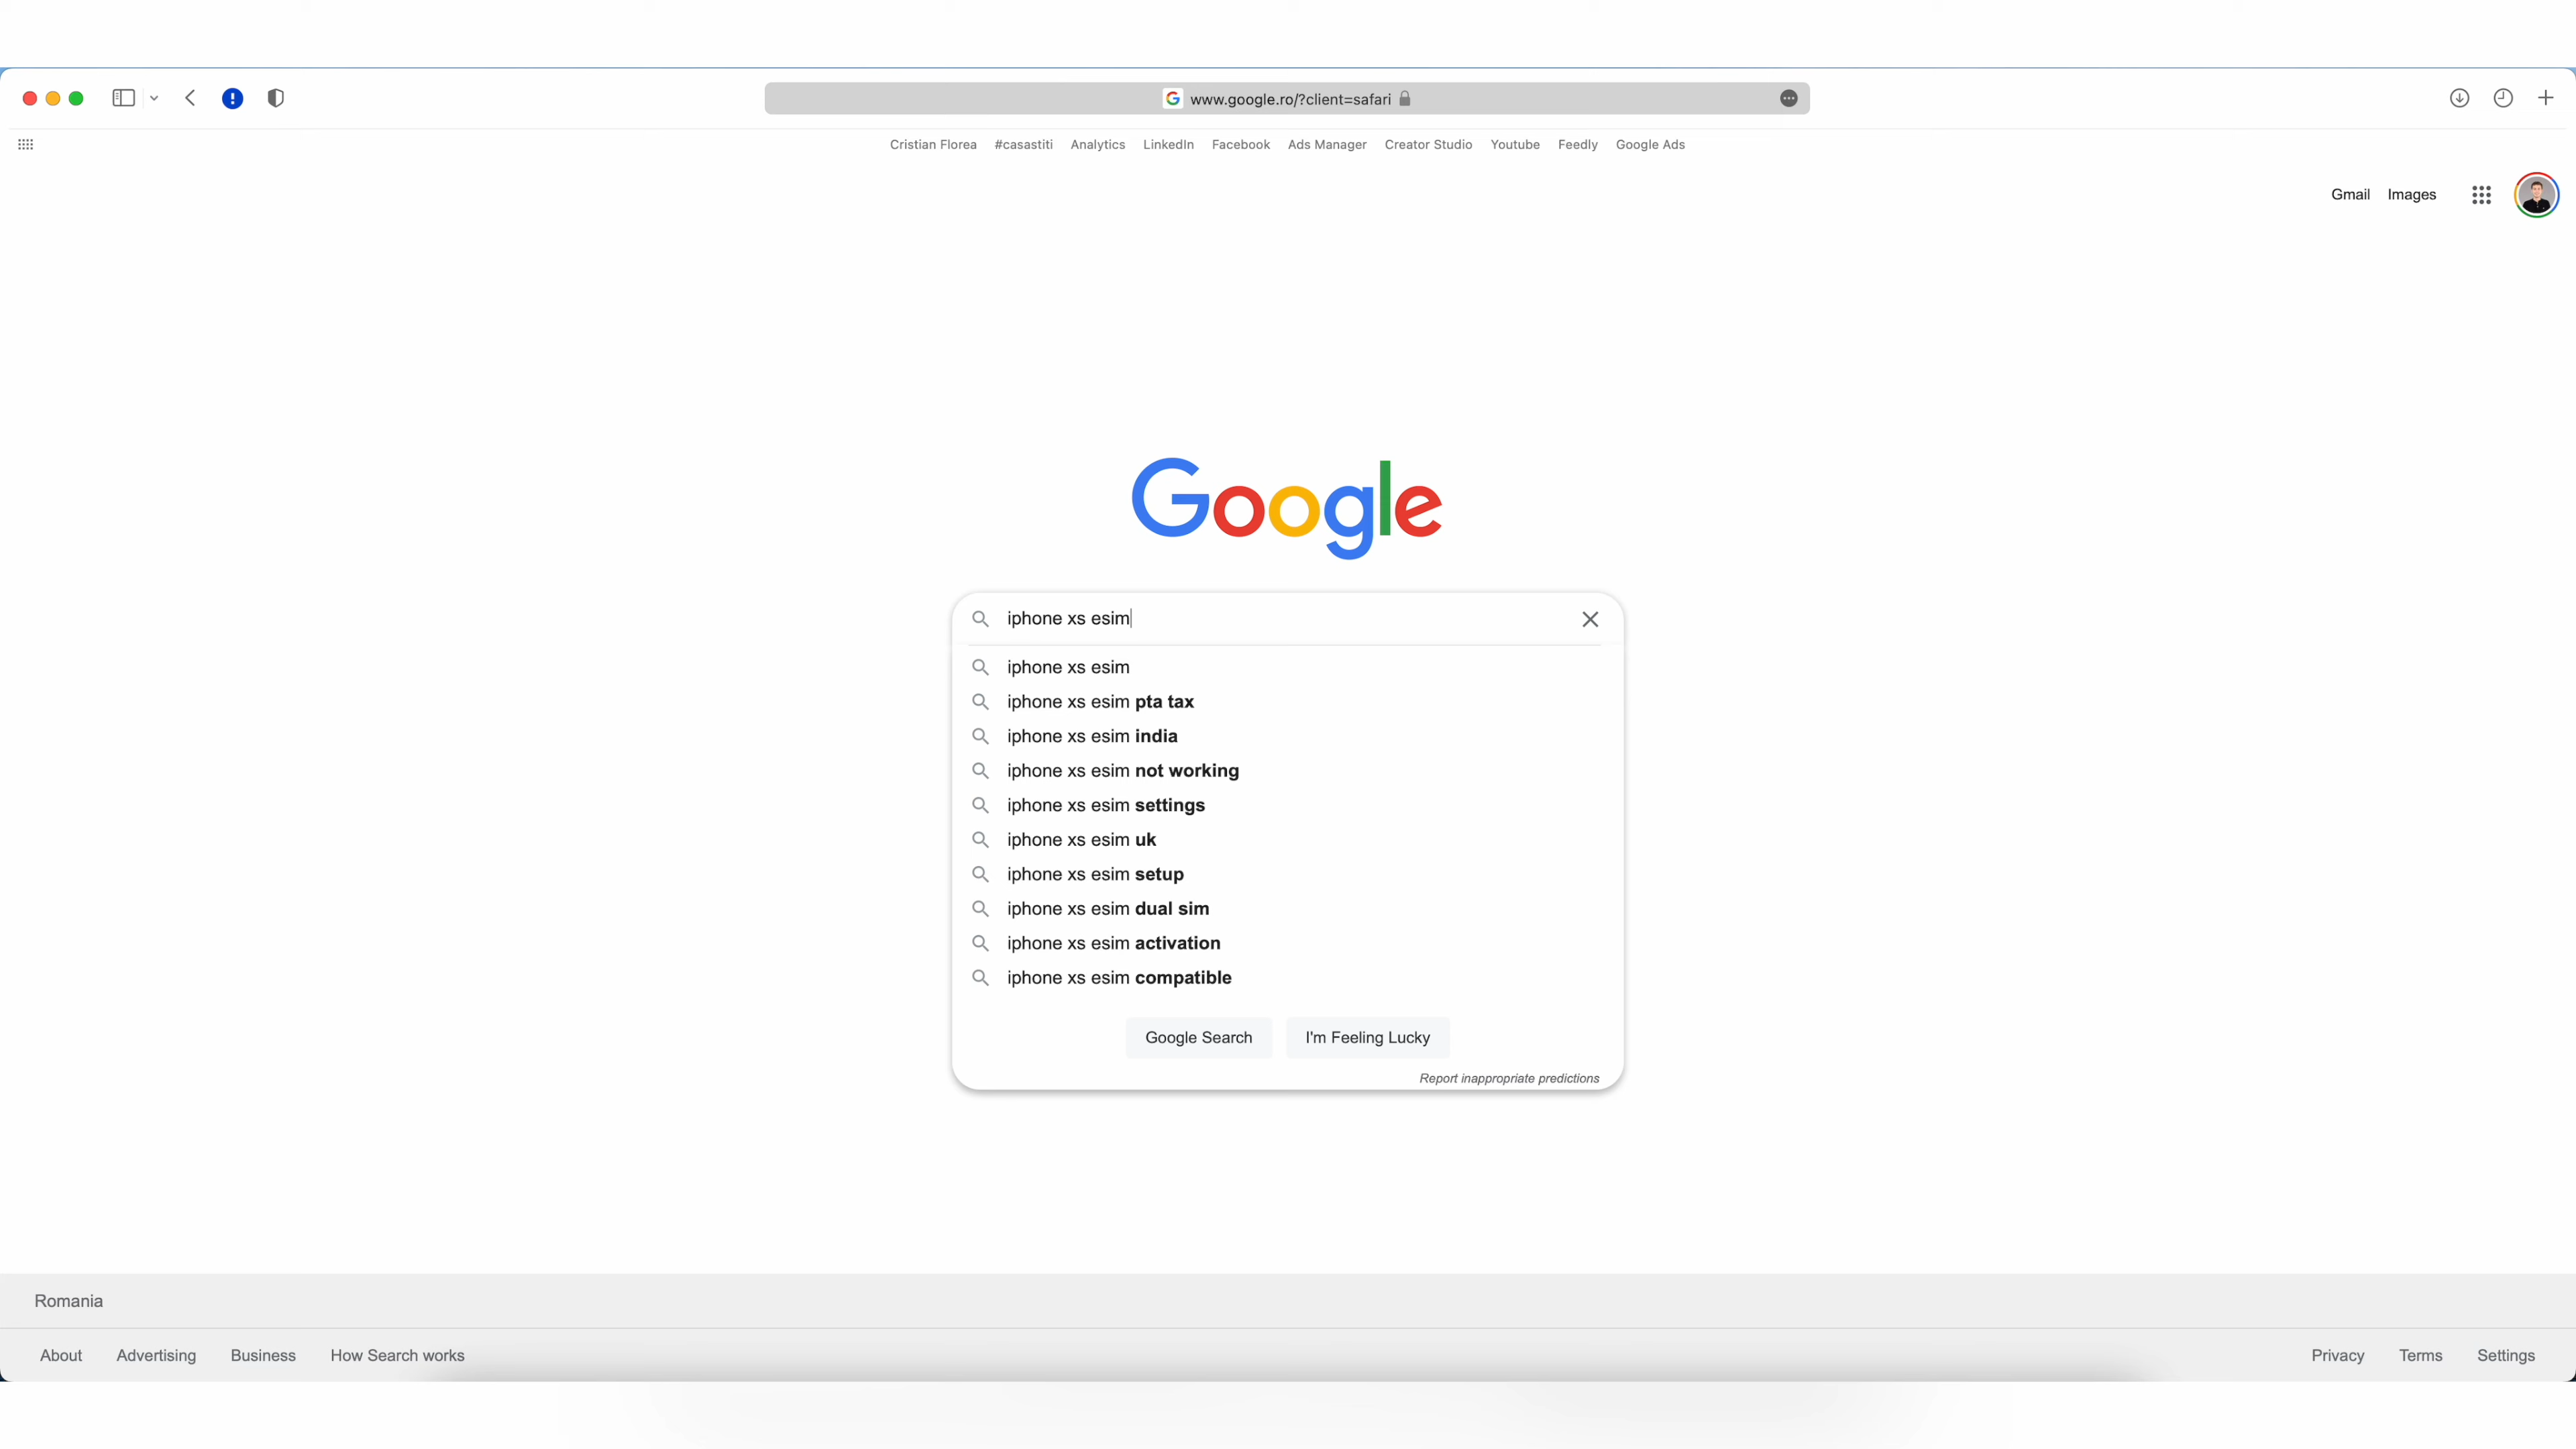 www.google.ro/?client=safari
Cristian Florea #casastiti Analytics LinkedIn Facebook Ads Manager Creator Studio Youtube Feedly Google Ads
Gmail Images
Google
iphone xs esim
iphone xs esim
iphone xs esim pta tax
iphone xs esim india
iphone xs esim not working
iphone xs esim settings
iphone xs esim uk
iphone xs esim setup
iphone xs esim dual sim
iphone xs esim activation
iphone xs esim compatible
Google Search I'm Feeling Lucky
Report inappropriate predictions
Romania
About Advertising Business How Search works Privacy Terms Settings